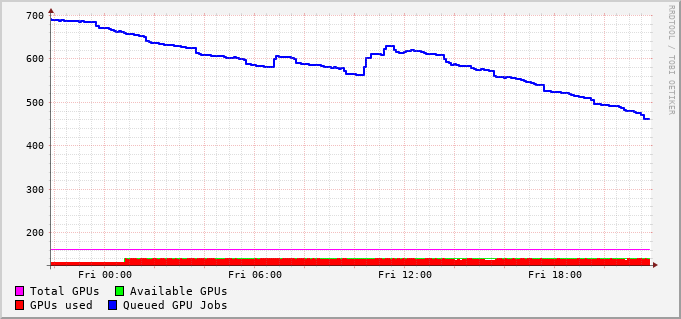 700
600
500
400
300
200
Fri 00:00 Fri 06:00 Fri 12:00 Fri 18:00
Total GPUs Available GPUs
GPUs used Queued GPU Jobs
RRDTOOL / TOBI OETIKER